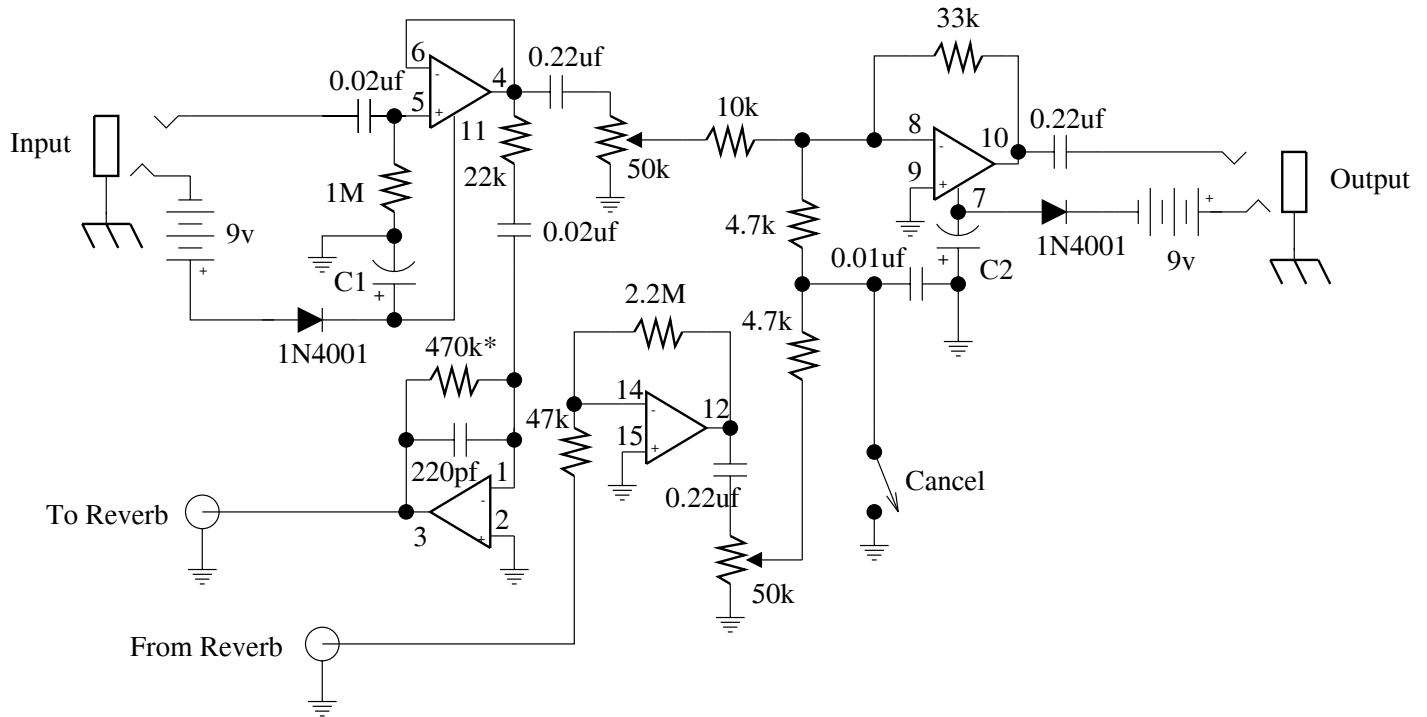 33k
6
-
4
0.22uf
0.02uf
5
+
11
10k
8
-
10
0.22uf
Input
22k
50k
9
+
7
Output
1M
9v
+
0.02uf
4.7k
1N4001
+
9v
C1
+
0.01uf
+
C2
1N4001
2.2M
4.7k
470k*
47k
14
-
12
15
+
220pf
1
-
0.22uf
Cancel
To Reverb
3
2
+
50k
From Reverb